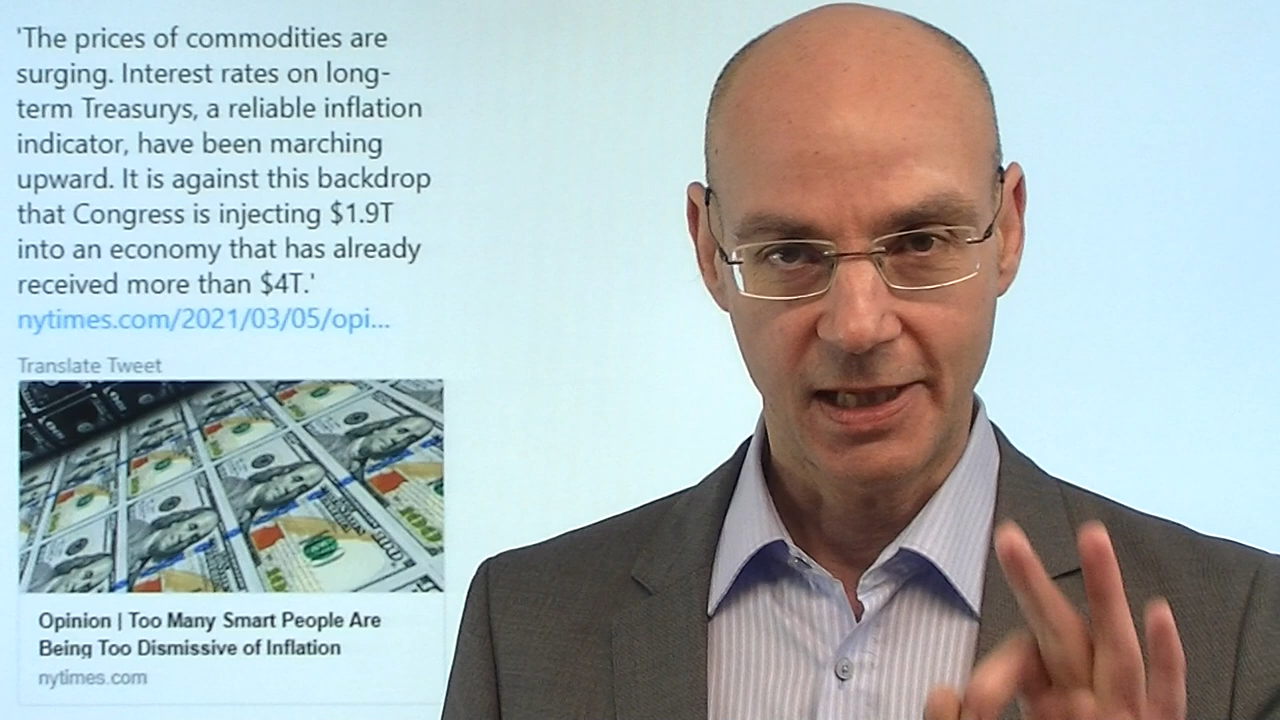 'The prices of commodities are
surging. Interest rates on long-
term Treasurys, a reliable inflation
indicator, have been marching
upward. It is against this backdrop
that Congress is injecting $1.9T
into an economy that has already
received more than $4T.'
nytimes.com/2021/03/05/opi...
Translate Tweet
Opinion | Too Many Smart People Are
Being Too Dismissive of Inflation
nytimes.com